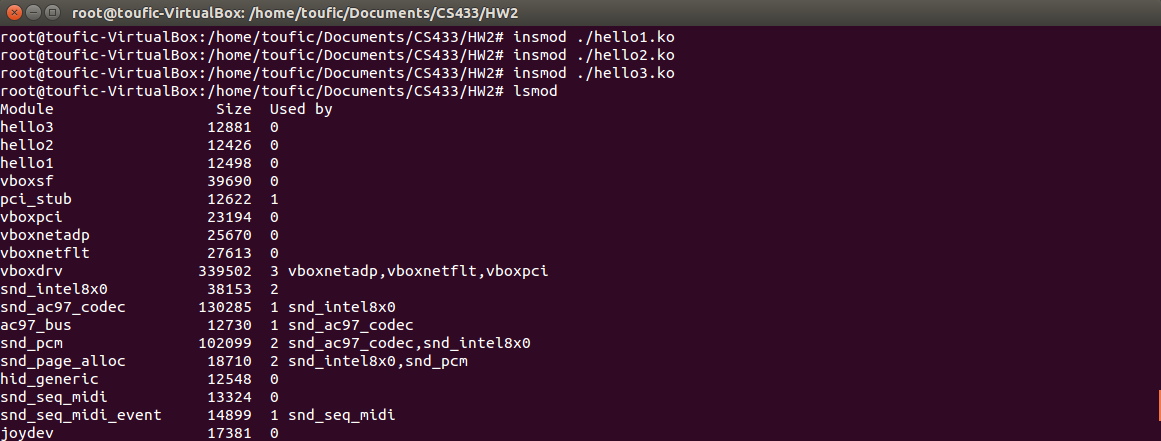 root@toufic-VirtualBox: /home/toufic/Documents/CS433/HW2
root@toufic-VirtualBox:/home/toufic/Documents/CS433/HW2# insmod ./hello1.ko
root@toufic-VirtualBox:/home/toufic/Documents/CS433/HW2# insmod ./hello2.ko
root@toufic-VirtualBox:/home/toufic/Documents/CS433/HW2# insmod ./hello3.ko
root@toufic-VirtualBox:/home/toufic/Documents/CS433/HW2# lsmod
Module                  Size  Used by
hello3                 12881  0
hello2                 12426  0
hello1                 12498  0
vboxsf                 39690  0
pci_stub               12622  1
vboxpci                23194  0
vboxnetadp             25670  0
vboxnetflt             27613  0
vboxdrv               339502  3 vboxnetadp,vboxnetflt,vboxpci
snd_intel8x0           38153  2
snd_ac97_codec        130285  1 snd_intel8x0
ac97_bus               12730  1 snd_ac97_codec
snd_pcm               102099  2 snd_ac97_codec,snd_intel8x0
snd_page_alloc         18710  2 snd_intel8x0,snd_pcm
hid_generic            12548  0
snd_seq_midi           13324  0
snd_seq_midi_event     14899  1 snd_seq_midi
joydev                 17381  0